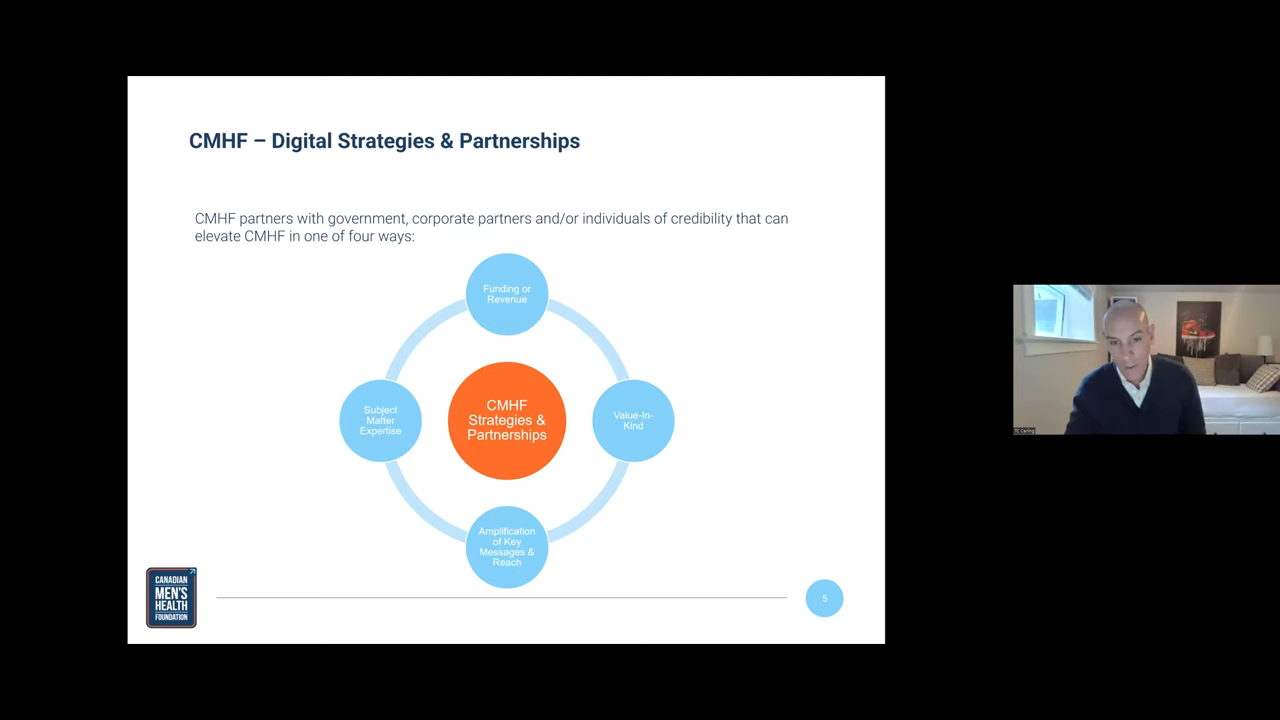 CMHF – Digital Strategies & Partnerships
CMHF partners with government, corporate partners and/or individuals of credibility that can
elevate CMHF in one of four ways:
Funding or
Revenue
Subject
Matter
Expertise
CMHF
Strategies &
Partnerships
Value-In-
Kind
Amplification
of Key
Messages &
Reach
CANADIAN
MEN'S
HEALTH
FOUNDATION
5
TC Carling